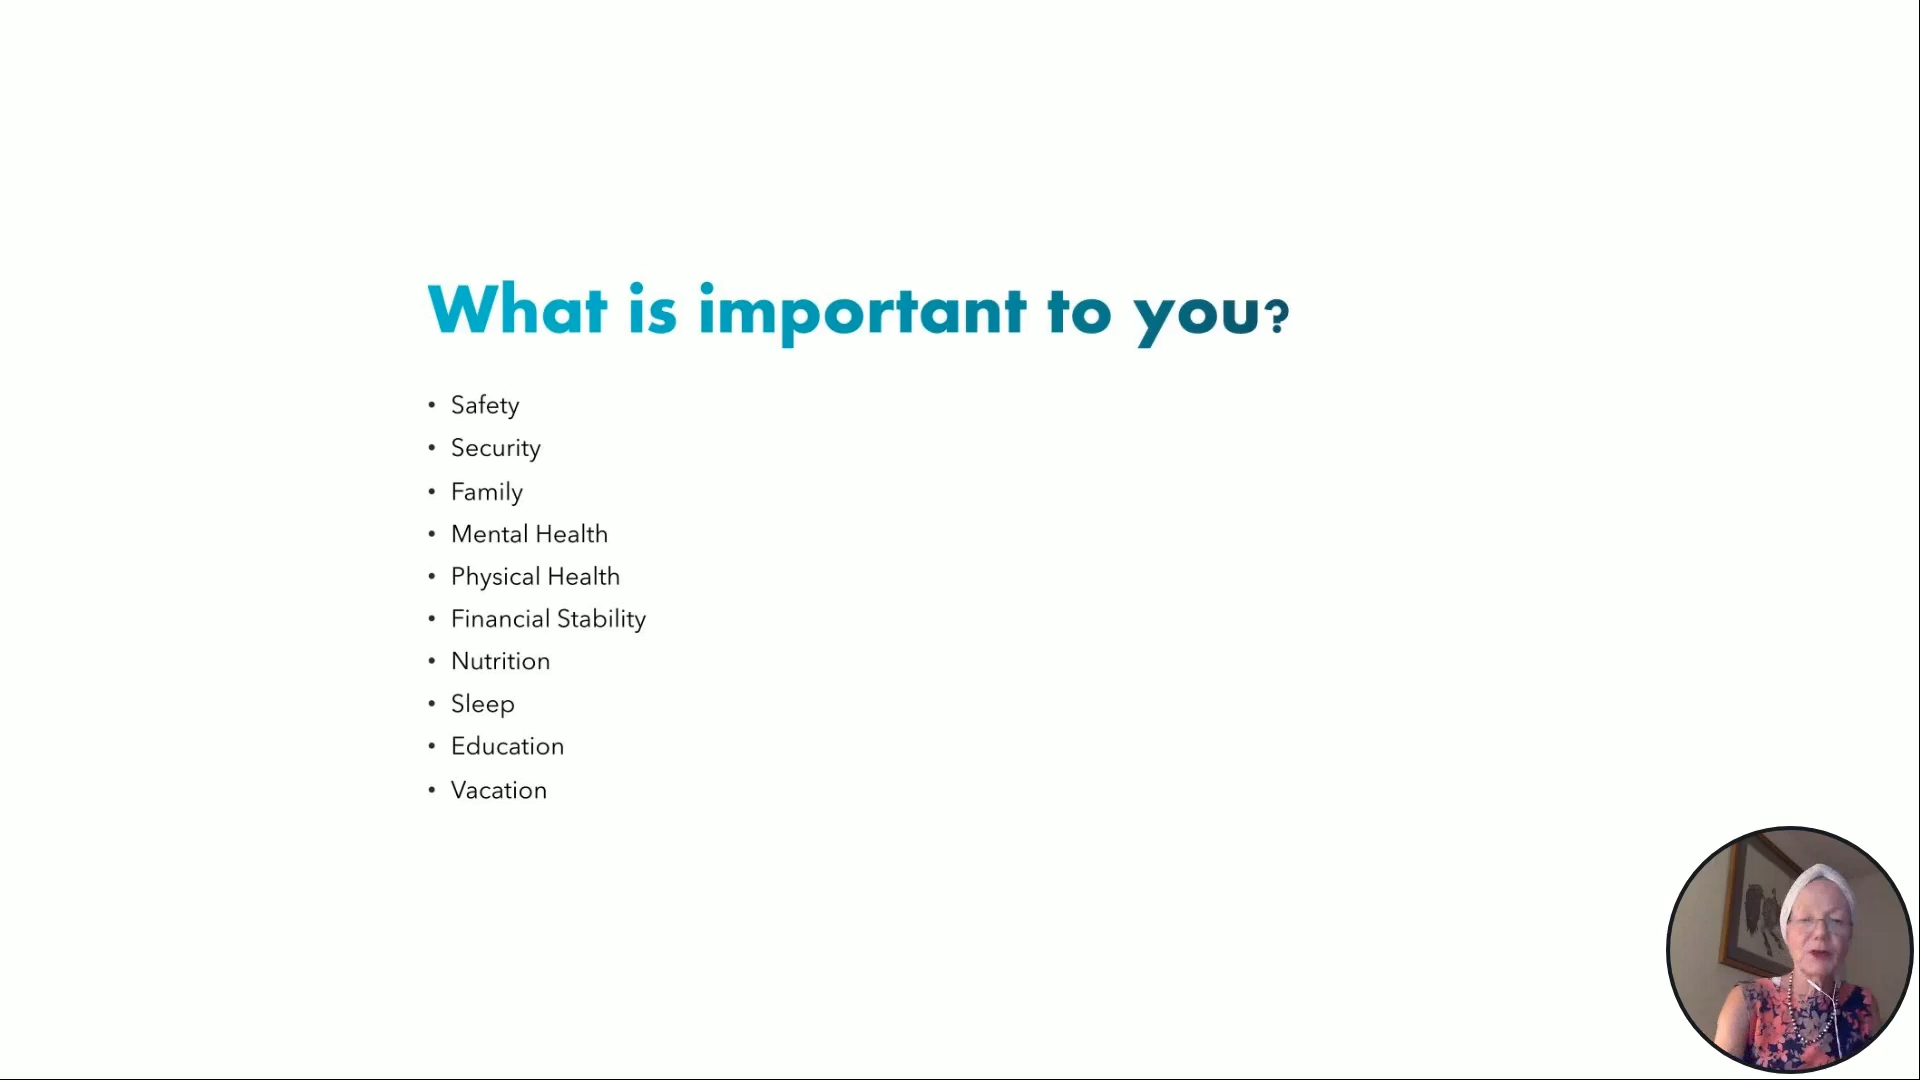 What is important to you?
• Safety
• Security
• Family
• Mental Health
• Physical Health
• Financial Stability
• Nutrition
• Sleep
• Education
• Vacation